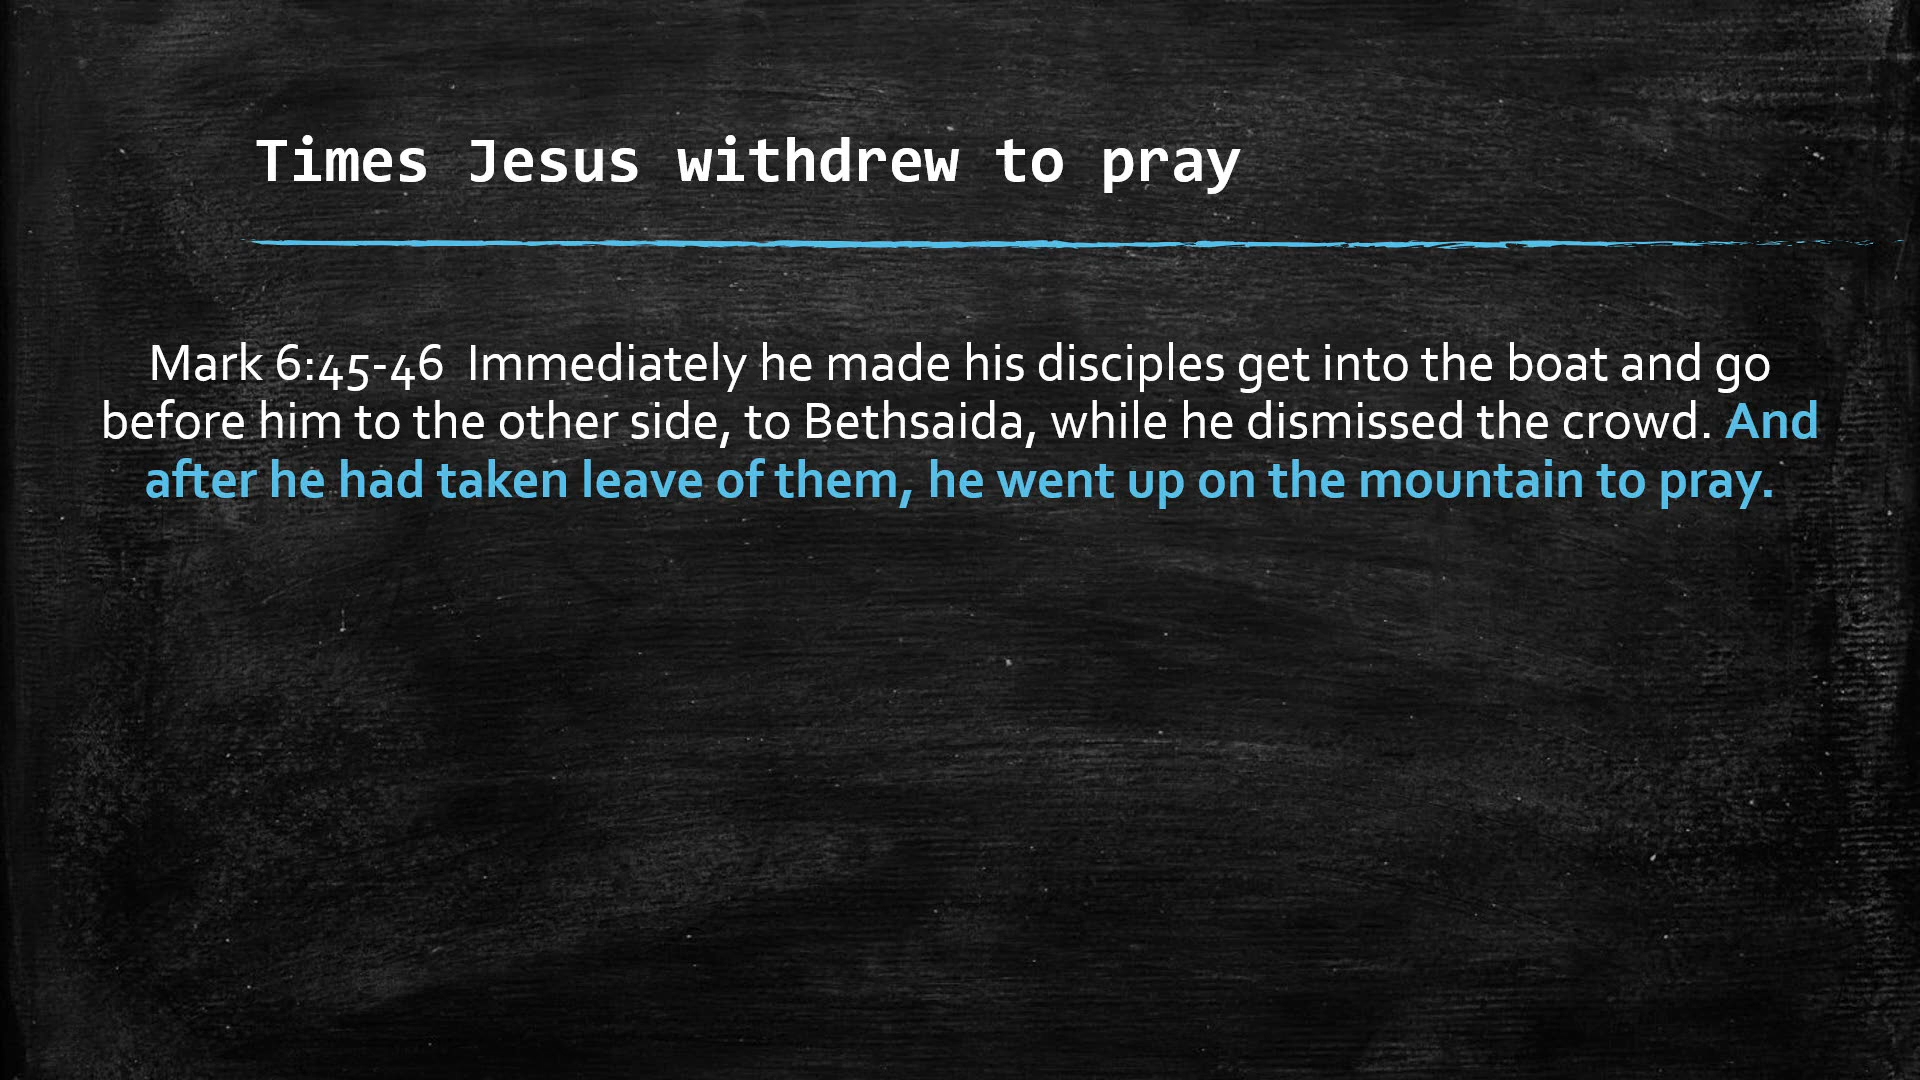 Times Jesus withdrew to pray
Mark 6:45-46  Immediately he made his disciples get into the boat and go
before him to the other side, to Bethsaida, while he dismissed the crowd. And
after he had taken leave of them, he went up on the mountain to pray.